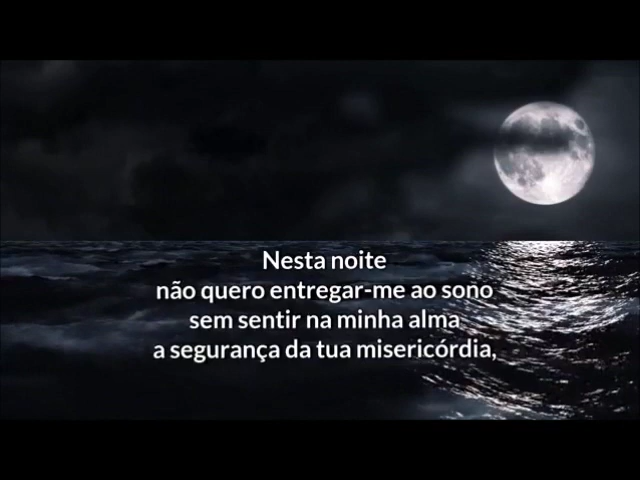 Nesta noite
não quero entregar-me ao sono
sem sentir na minha alma
a segurança da tua misericórdia,